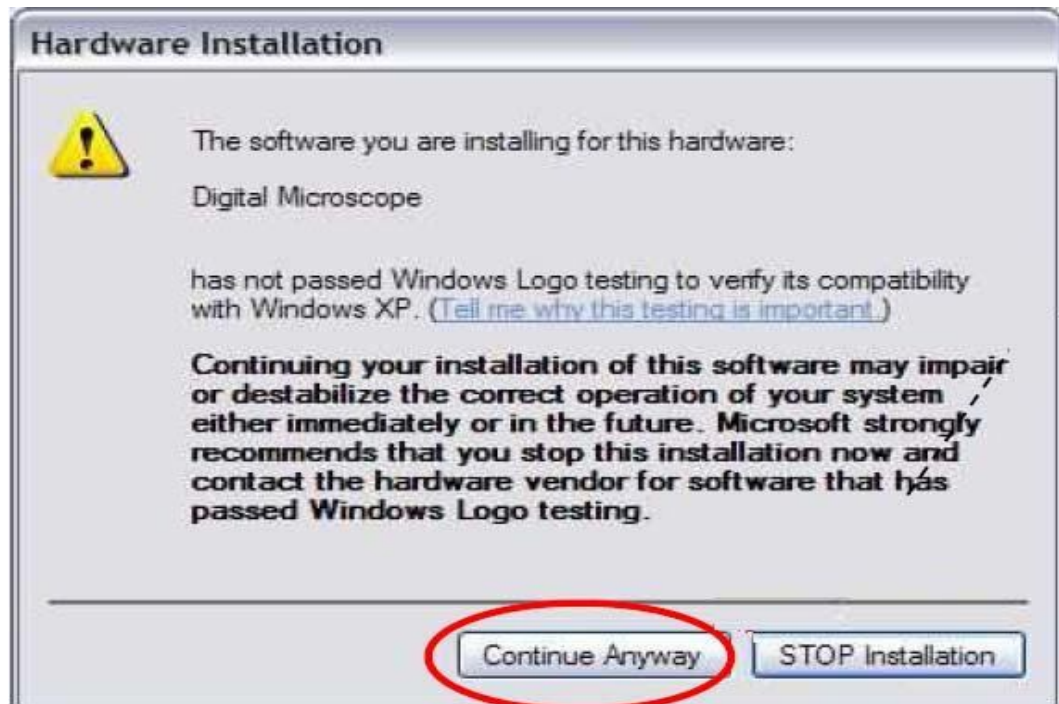 Hardware Installation
The software you are installing for this hardware:
Digital Microscope
has not passed Windows Logo testing to verify its compatibility
with Windows XP. (Tell me why this testing is important.)
Continuing your installation of this software may impair
or destabilize the correct operation of your system
either immediately or in the future. Microsoft strongly
recommends that you stop this installation now and
contact the hardware vendor for software that has
passed Windows Logo testing.
Continue Anyway
STOP Installation